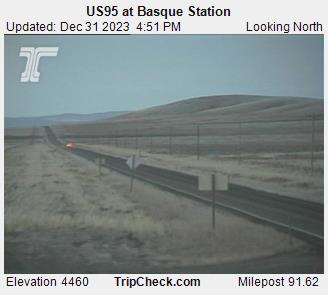 US95 at Basque Station
Updated: Dec 31 2023 4:51 PM Looking North
Elevation 4460 TripCheck.com Milepost 91.62